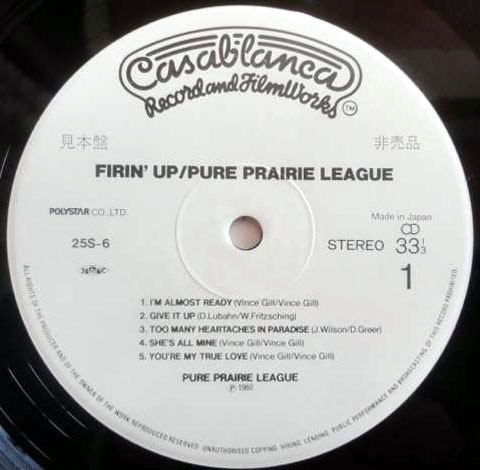 Casablanca
Record and FilmWorks TM
見本盤
非売品
FIRIN' UP/PURE PRAIRIE LEAGUE
POLYSTAR CO., LTD.
Made in Japan
25S-6
STEREO 33 1/3
1
1. I'M ALMOST READY (Vince Gill/Vince Gill)
2. GIVE IT UP (D.Lubahn/W.Fritzsching)
3. TOO MANY HEARTACHES IN PARADISE (J.Wilson/D.Greer)
4. SHE'S ALL MINE (Vince Gill/Vince Gill)
5. YOU'RE MY TRUE LOVE (Vince Gill/Vince Gill)
PURE PRAIRIE LEAGUE
ALL RIGHTS OF THE PRODUCER AND OF THE OWNER OF THE WORK REPRODUCED RESERVED. UNAUTHORISED COPYING, HIRING, LENDING, PUBLIC PERFORMANCE AND BROADCASTING OF THIS RECORD PROHIBITED.